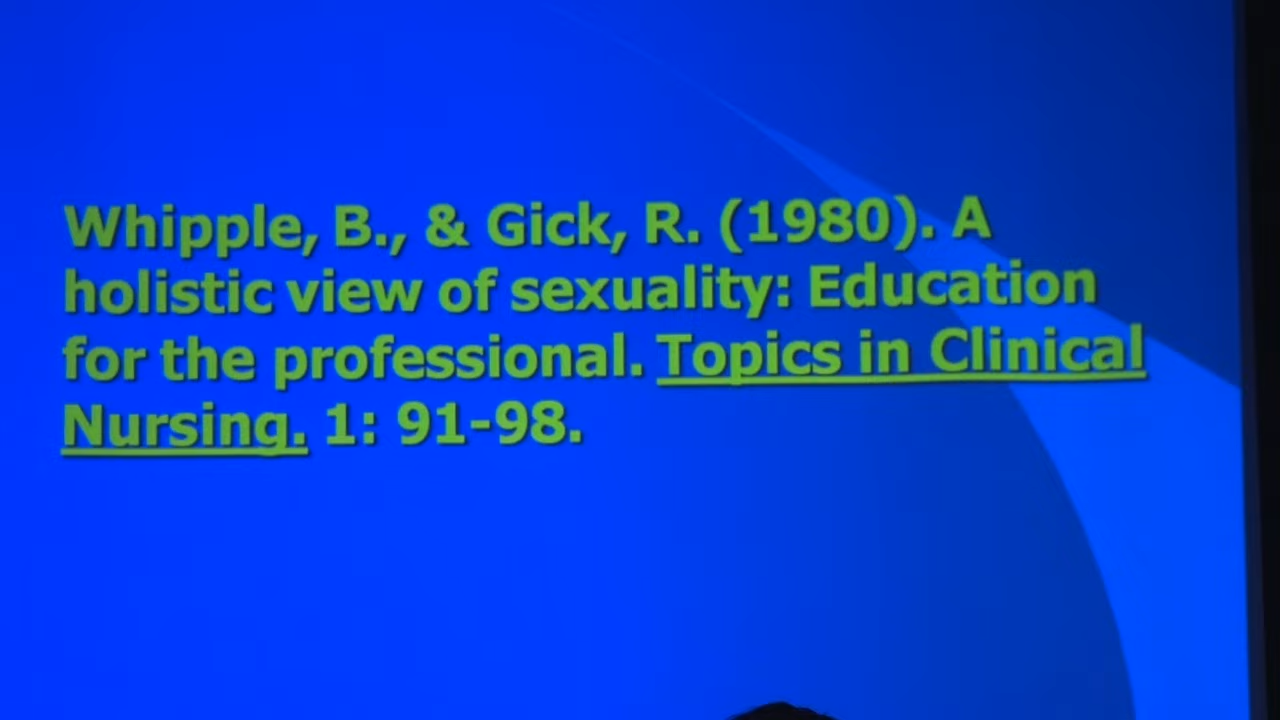 Whipple, B., & Gick, R. (1980). A
holistic view of sexuality: Education
for the professional. Topics in Clinical
Nursing. 1: 91-98.